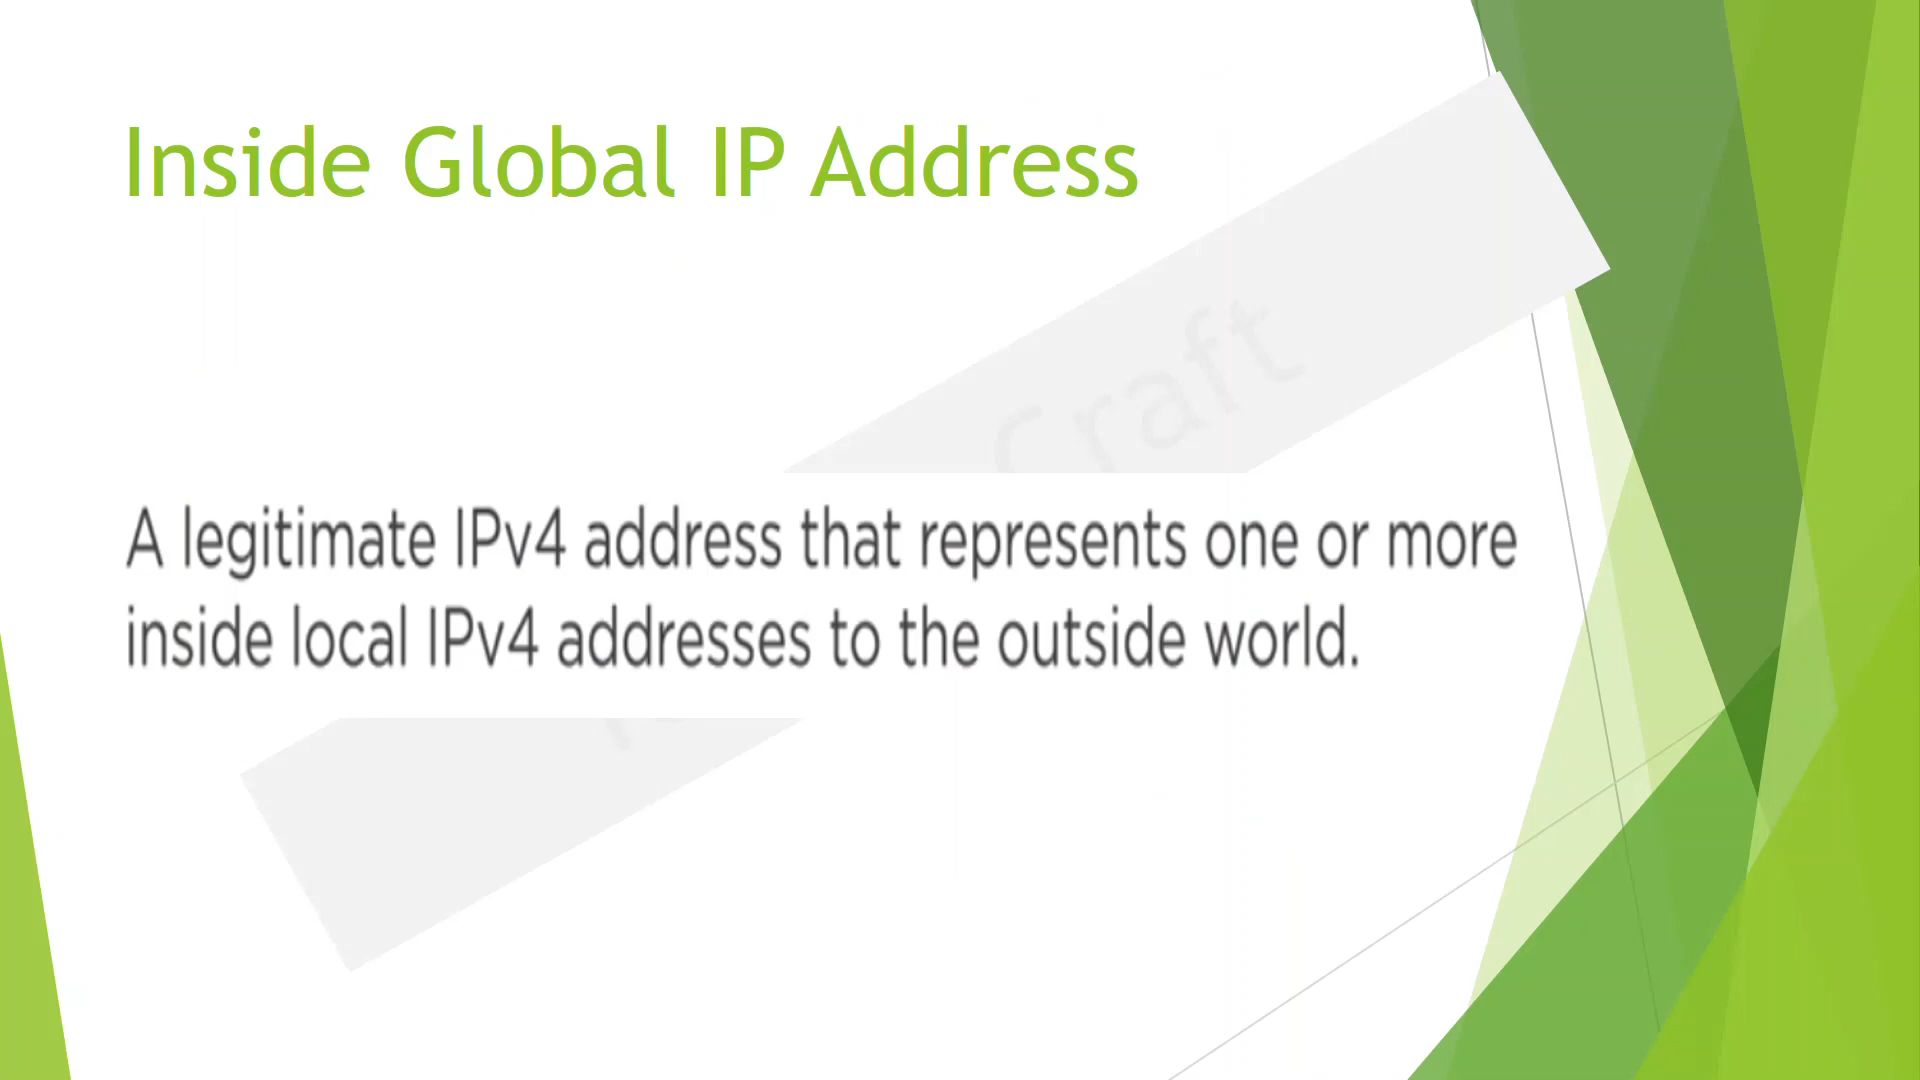 Inside Global IP Address
Craft
A legitimate IPv4 address that represents one or more
inside local IPv4 addresses to the outside world.